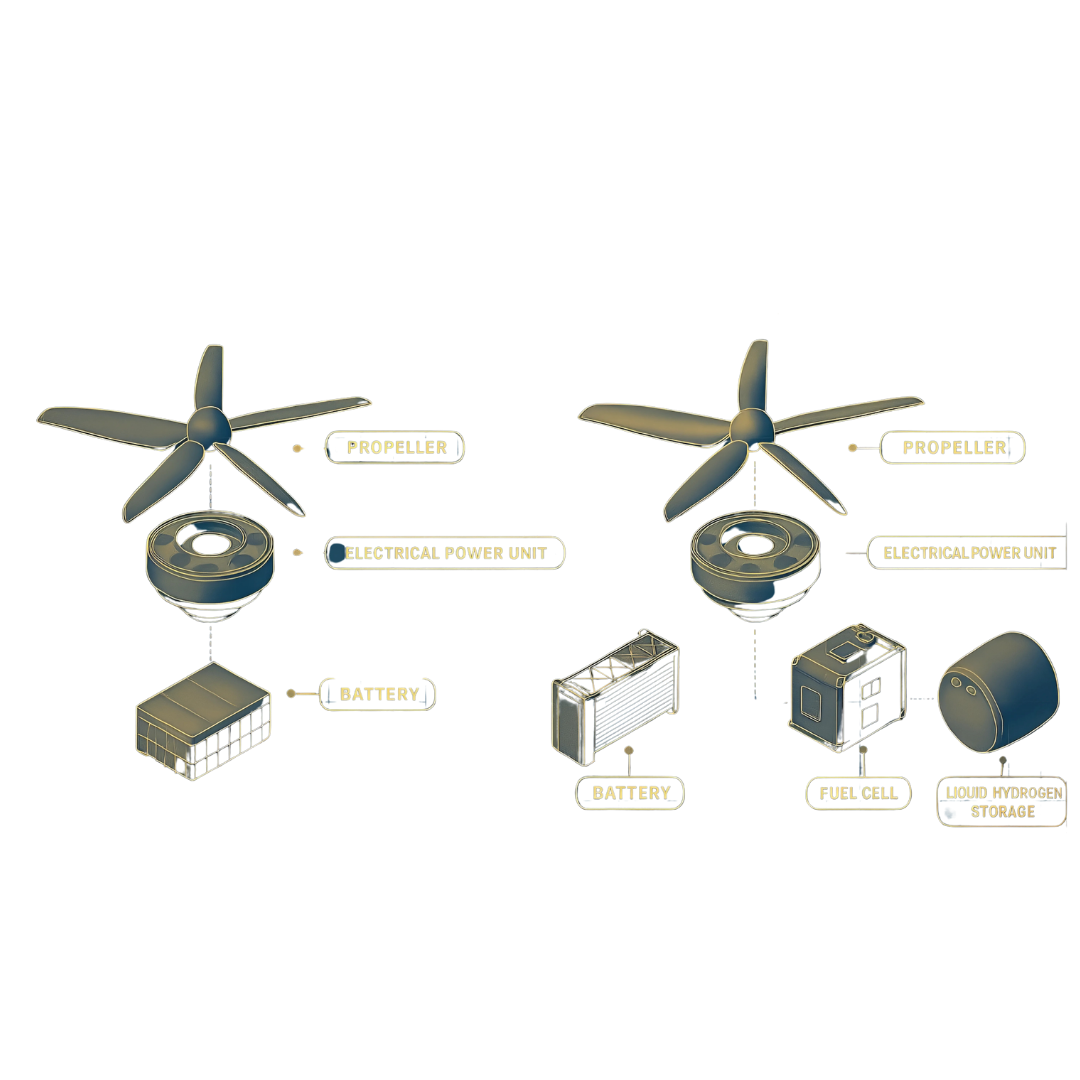 PROPELLER
ELECTRICAL POWER UNIT
BATTERY
PROPELLER
ELECTRICAL POWER UNIT
BATTERY
FUEL CELL
LIQUID HYDROGEN
STORAGE